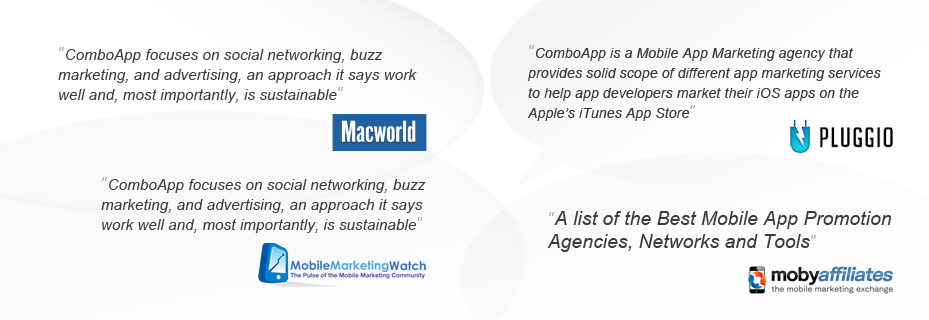 "ComboApp focuses on social networking, buzz
marketing, and advertising, an approach it says work
well and, most importantly, is sustainable"
Macworld
"ComboApp is a Mobile App Marketing agency that
provides solid scope of different app marketing services
to help app developers market their iOS apps on the
Apple's iTunes App Store"
PLUGGIO
"ComboApp focuses on social networking, buzz
marketing, and advertising, an approach it says
work well and, most importantly, is sustainable"
MobileMarketingWatch
The Pulse of the Mobile Marketing Community
"A list of the Best Mobile App Promotion
Agencies, Networks and Tools"
mobyaffiliates
the mobile marketing exchange